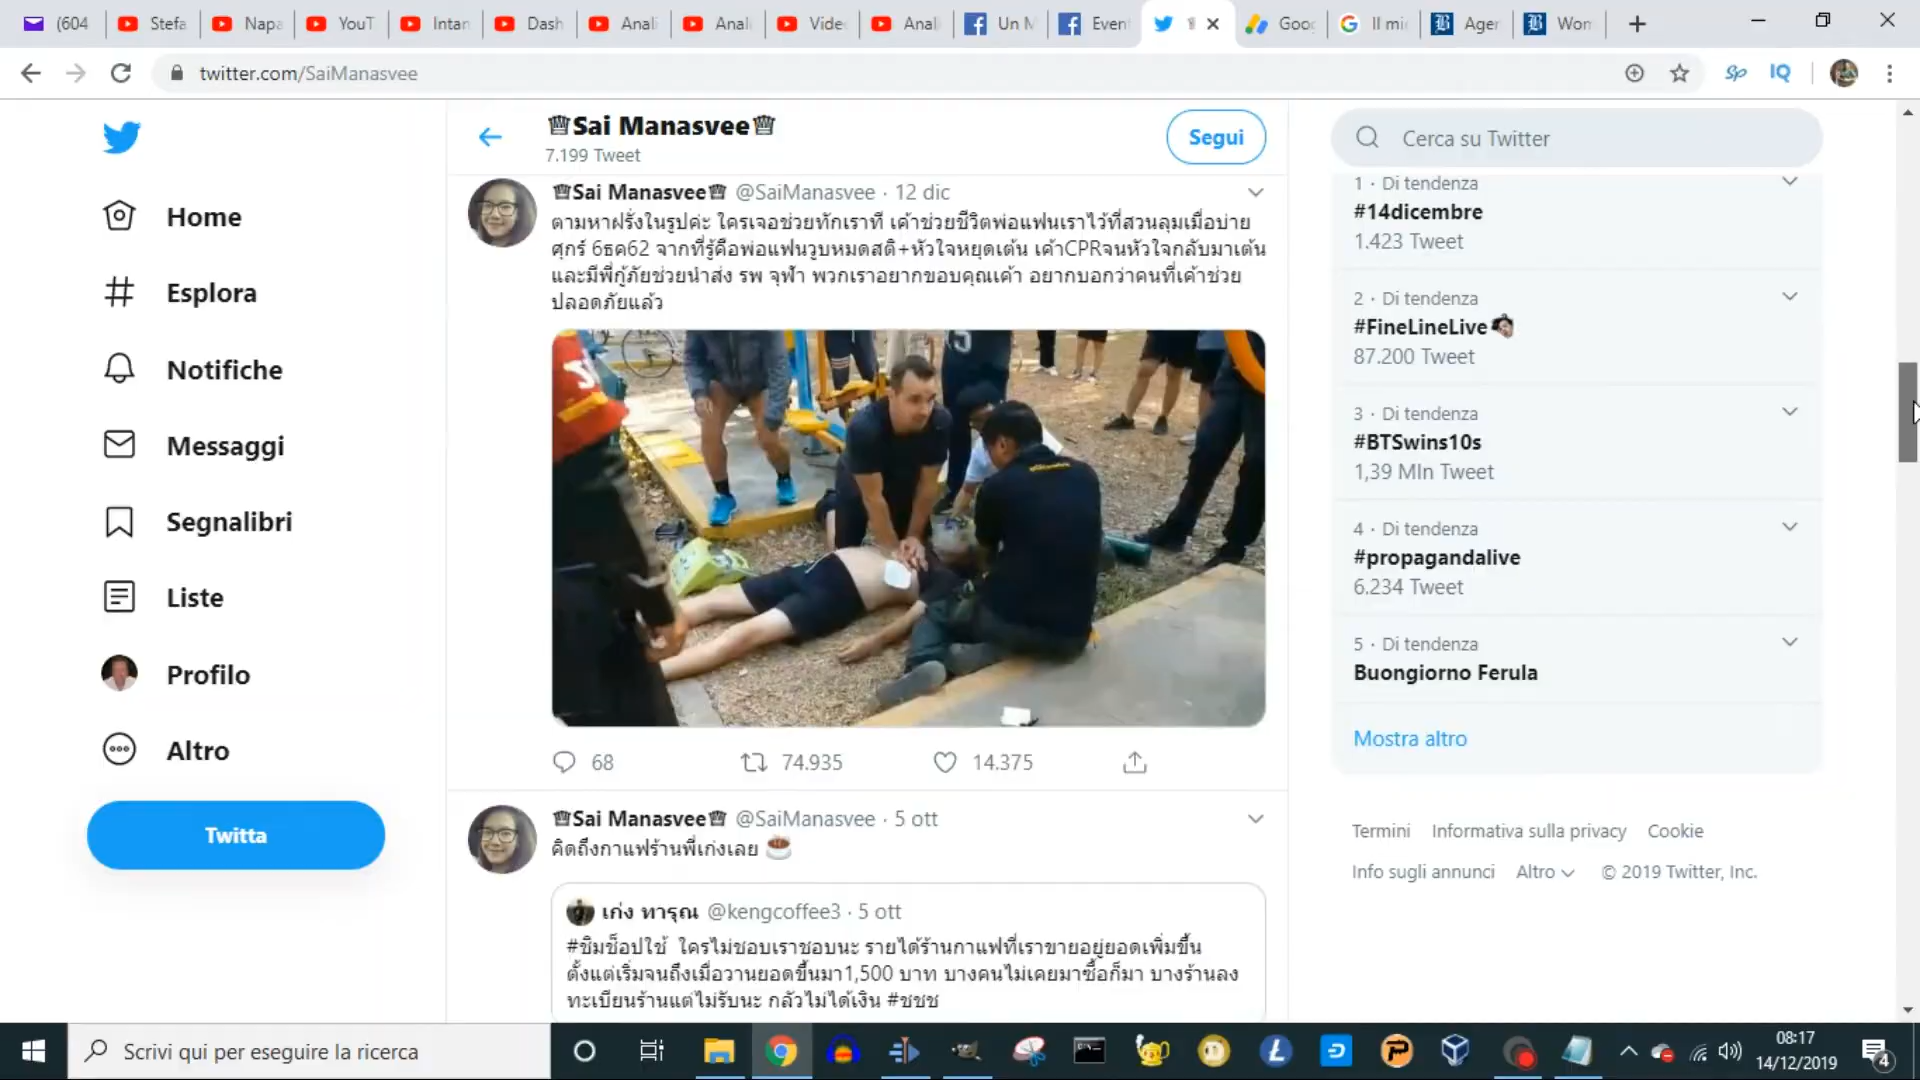 (604
Stefa
Napa
YouT
Intan
Dash
Anali
Anali
Vide
Anali
Un M
Even
Goog
Il mi
Ager
Wom
twitter.com/SaiManasvee
Sp
IQ
Home
Esplora
Notifiche
Messaggi
Segnalibri
Liste
Profilo
Altro
Twitta
Sai Manasvee
7.199 Tweet
Segui
Sai Manasvee @SaiManasvee · 12 dic
ตามหาฝรั่งในรูปค่ะ ใครเจอช่วยทักเราที เค้าช่วยชีวิตพ่อแฟนเราไว้ที่สวนลุมเมื่อบ่าย
ศุกร์ 6ธค62 จากที่รู้คือพ่อแฟนวูบหมดสติ+หัวใจหยุดเต้น เค้าCPRจนหัวใจกลับมาเต้น
และมีพี่กู้ภัยช่วยนำส่ง รพ จุฬา พวกเราอยากขอบคุณเค้า อยากบอกว่าคนที่เค้าช่วย
ปลอดภัยแล้ว
68
74.935
14.375
Sai Manasvee @SaiManasvee · 5 ott
คิดถึงกาแฟร้านพี่เก่งเลย
เก่ง ทารุณ @kengcoffee3 · 5 ott
#ชิมช็อปใช้ ใครไม่ชอบเราชอบนะ รายได้ร้านกาแฟที่เราขายอยู่ยอดเพิ่มขึ้น
ตั้งแต่เริ่มจนถึงเมื่อวานยอดขึ้นมา1,500 บาท บางคนไม่เคยมาซื้อก็มา บางร้านลง
ทะเบียนร้านแต่ไม่รับนะ กลัวไม่ได้เงิน #ชชช
Cerca su Twitter
1 · Di tendenza
#14dicembre
1.423 Tweet
2 · Di tendenza
#FineLineLive
87.200 Tweet
3 · Di tendenza
#BTSwins10s
1,39 Mln Tweet
4 · Di tendenza
#propagandalive
6.234 Tweet
5 · Di tendenza
Buongiorno Ferula
Mostra altro
Termini Informativa sulla privacy Cookie
Info sugli annunci Altro © 2019 Twitter, Inc.
Scrivi qui per eseguire la ricerca
08:17
14/12/2019
4